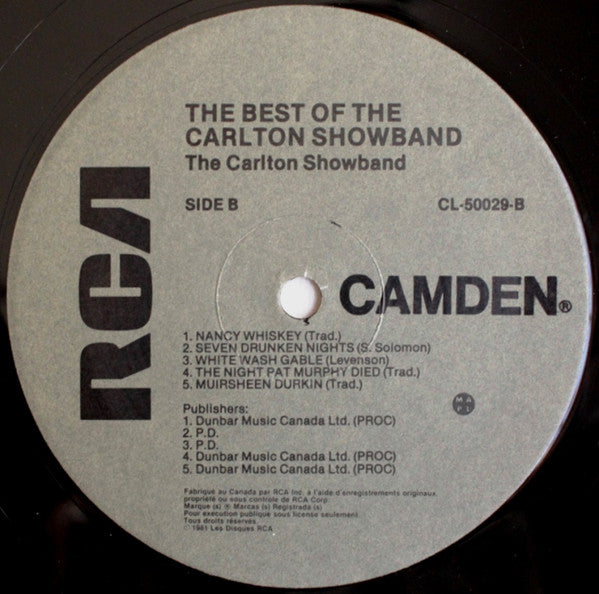 RCA
THE BEST OF THE
CARLTON SHOWBAND
The Carlton Showband
SIDE B
CL-50029-B
CAMDEN®
1. NANCY WHISKEY (Trad.)
2. SEVEN DRUNKEN NIGHTS (S. Solomon)
3. WHITE WASH GABLE (Levenson)
4. THE NIGHT PAT MURPHY DIED (Trad.)
5. MUIRSHEEN DURKIN (Trad.)
MA
PL
Publishers:
1. Dunbar Music Canada Ltd. (PROC)
2. P.D.
3. P.D.
4. Dunbar Music Canada Ltd. (PROC)
5. Dunbar Music Canada Ltd. (PROC)
Fabriqué au Canada par RCA Inc. à l'aide d'enregistrements originaux,
propriété ou sous controle de RCA Corp.
Marque (s) ® Marcas (s) Registrada (s)
Pour execution publique sous license seulement.
Tous droits réservés.
© 1981 Les Disques RCA